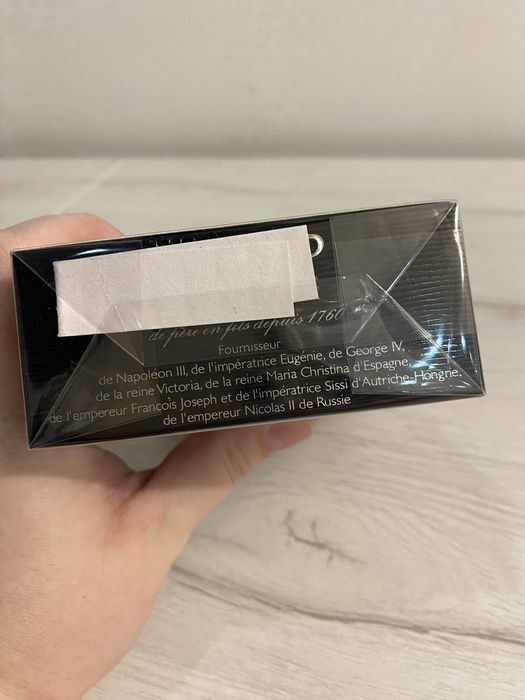 de père en fils depuis 1760
Fournisseur
de Napoléon III, de l'impératrice Eugénie, de George IV,
de la reine Victoria, de la reine Maria Christina d'Espagne,
de l'empereur François Joseph et de l'impératrice Sissi d'Autriche-Hongrie,
de l'empereur Nicolas II de Russie